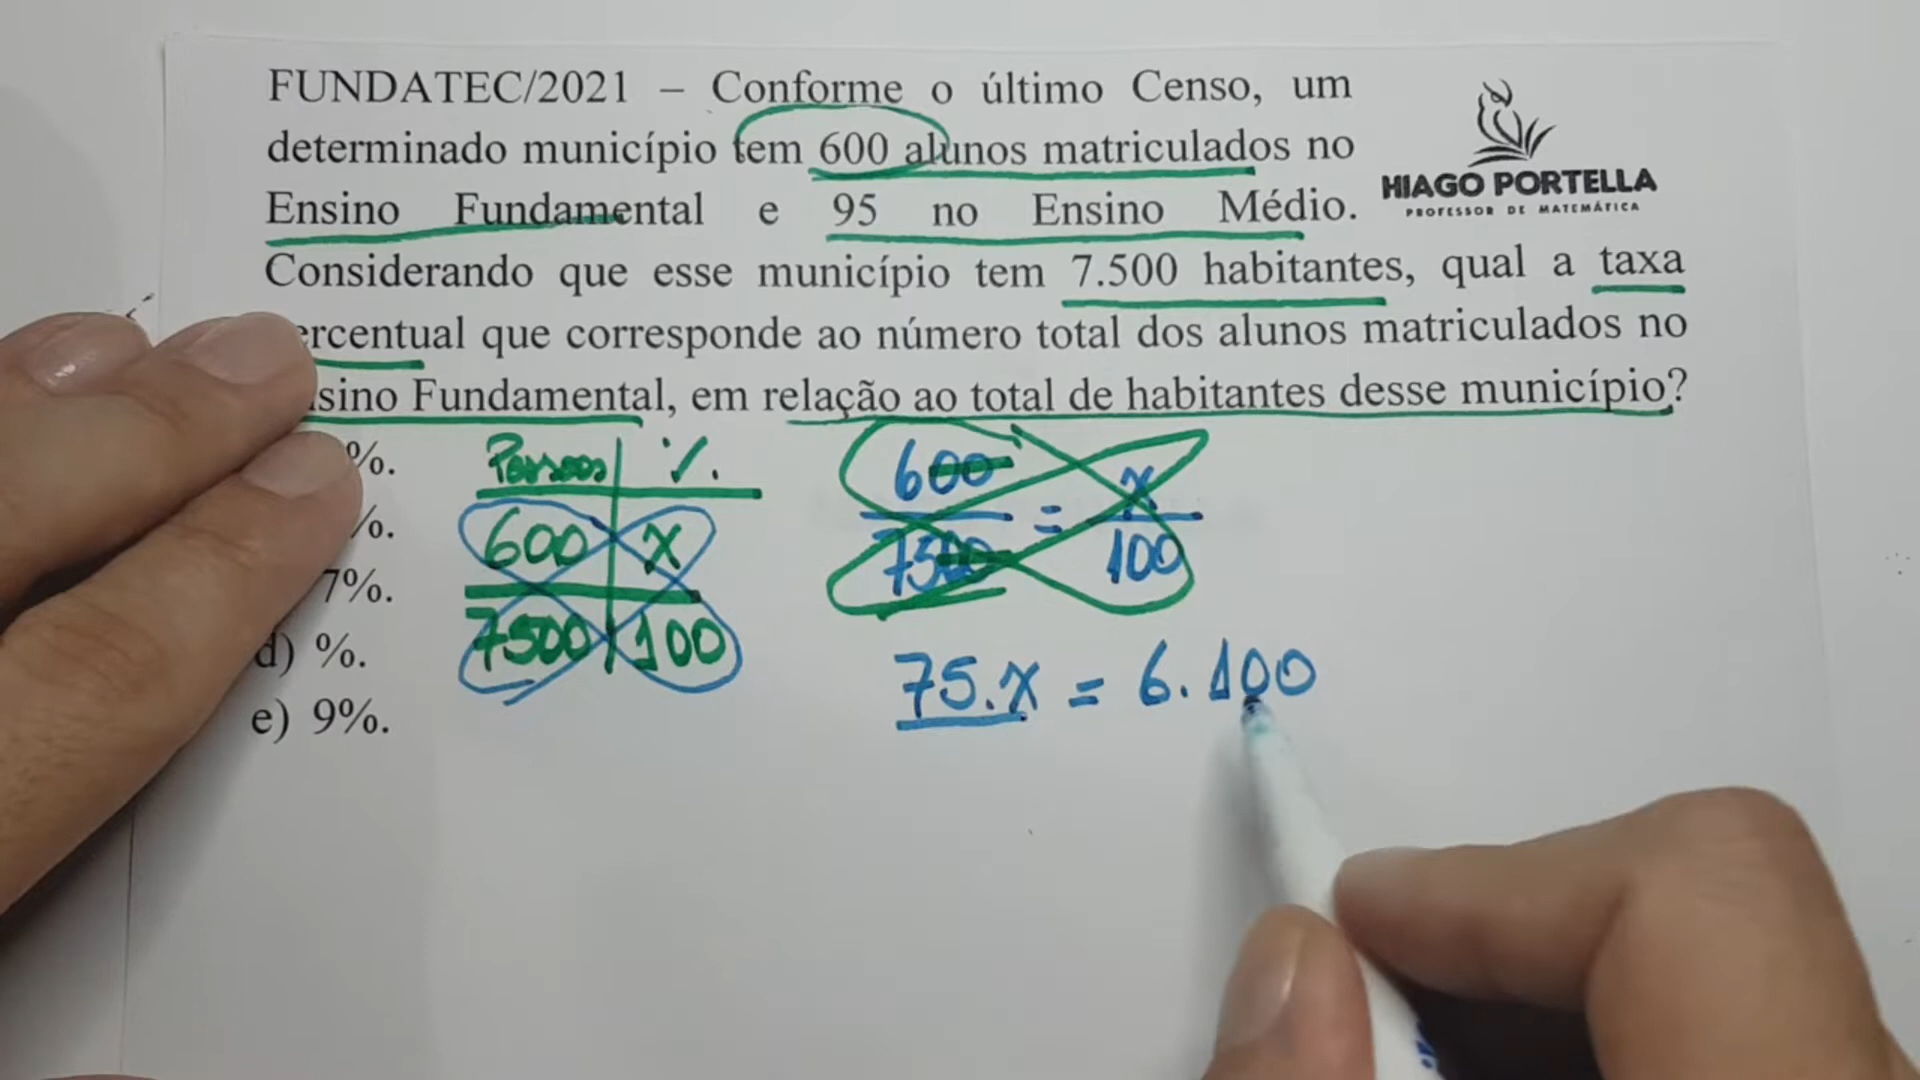 FUNDATEC/2021 – Conforme o último Censo, um
determinado município tem 600 alunos matriculados no
Ensino Fundamental e 95 no Ensino Médio.
Considerando que esse município tem 7.500 habitantes, qual a taxa
ercentual que corresponde ao número total dos alunos matriculados no
sino Fundamental, em relação ao total de habitantes desse município?
HIAGO PORTELLA
PROFESSOR DE MATEMÁTICA
%.
%.
7%.
d) %.
e) 9%.
Pessoas %
600 x
7500 100
600 = x
7500 100
75.x = 6.100